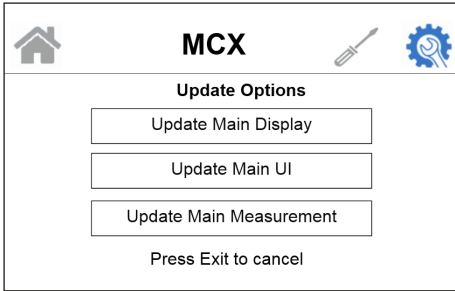 MCX
Update Options
Update Main Display
Update Main UI
Update Main Measurement
Press Exit to cancel